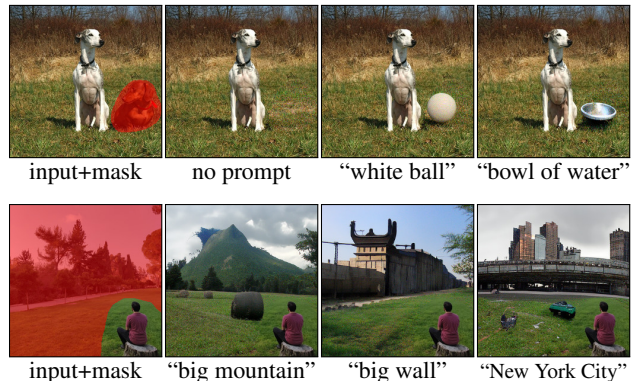 input+mask no prompt “white ball” “bowl of water”
input+mask “big mountain” “big wall” “New York City”